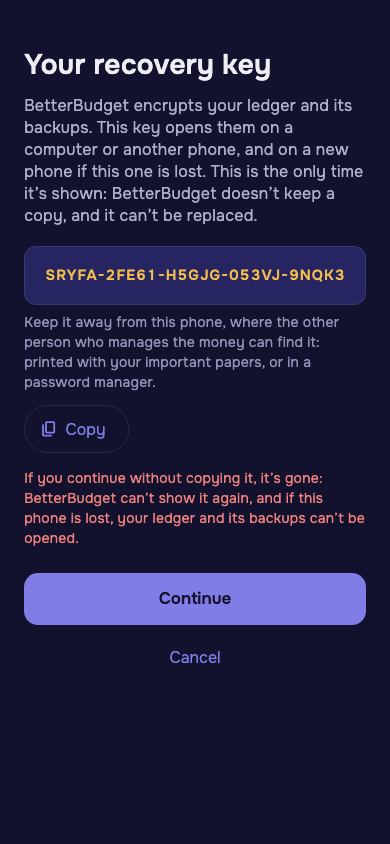 Your recovery key
BetterBudget encrypts your ledger and its
backups. This key opens them on a
computer or another phone, and on a new
phone if this one is lost. This is the only time
it's shown: BetterBudget doesn't keep a
copy, and it can't be replaced.
SRYFA-2FE61-H5GJG-053VJ-9NQK3
Keep it away from this phone, where the other
person who manages the money can find it:
printed with your important papers, or in a
password manager.
Copy
If you continue without copying it, it's gone:
BetterBudget can't show it again, and if this
phone is lost, your ledger and its backups can't be
opened.
Continue
Cancel